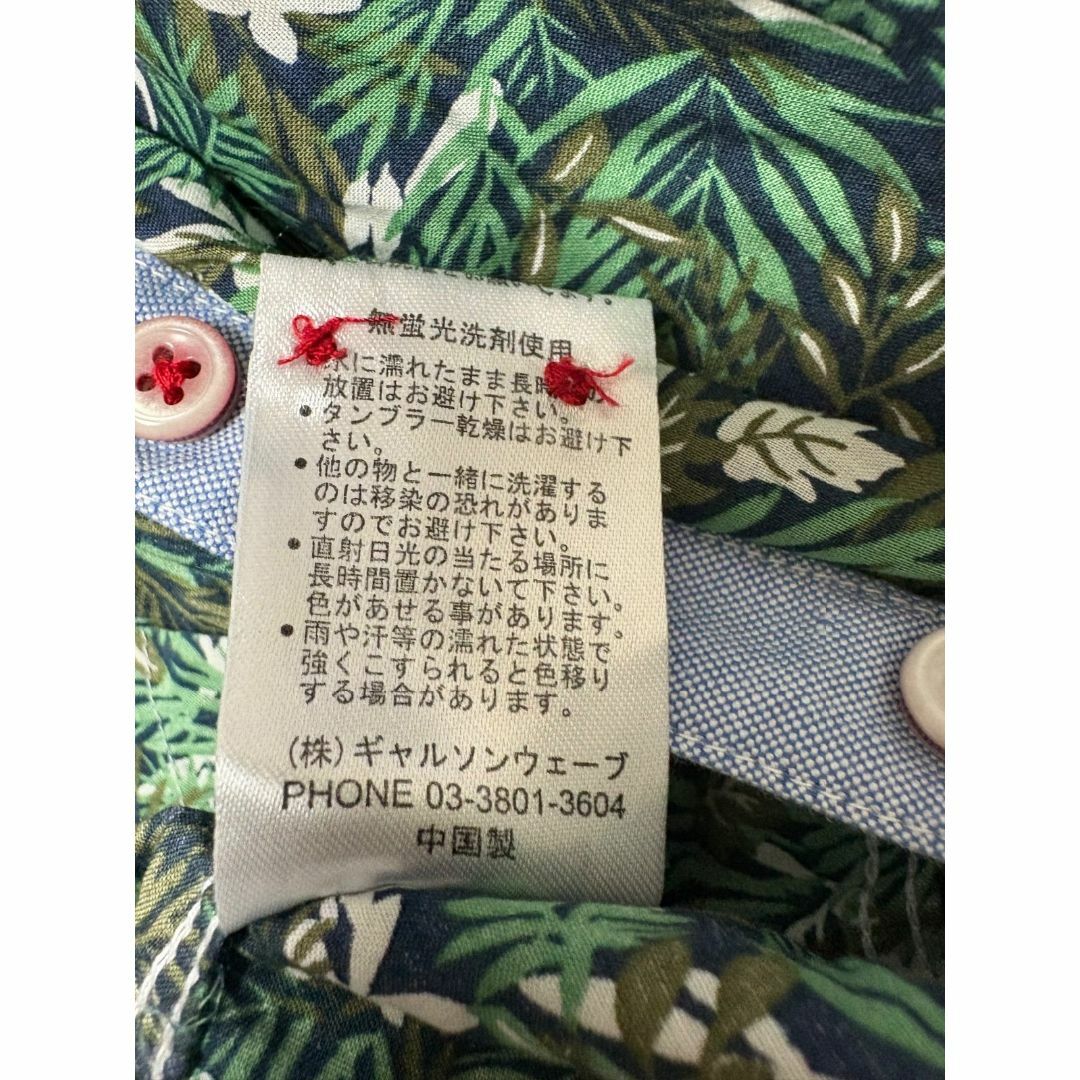 無蛍光洗剤使用
に濡れたまま長時
放置はお避け下さい。
• タンブラー乾燥はお避け下
さい。
• 他の物と一緒に洗濯する
のは移染の恐れがありま
すのでお避け下さい。
• 直射日光の当たる場所に
長時間置かないて下さい。
色があせる事があります。
• 雨や汗等の濡れた状態で
強くこすられると色移り
する場合があります。
(株)ギャルソンウェーブ
PHONE 03-3801-3604
中国製